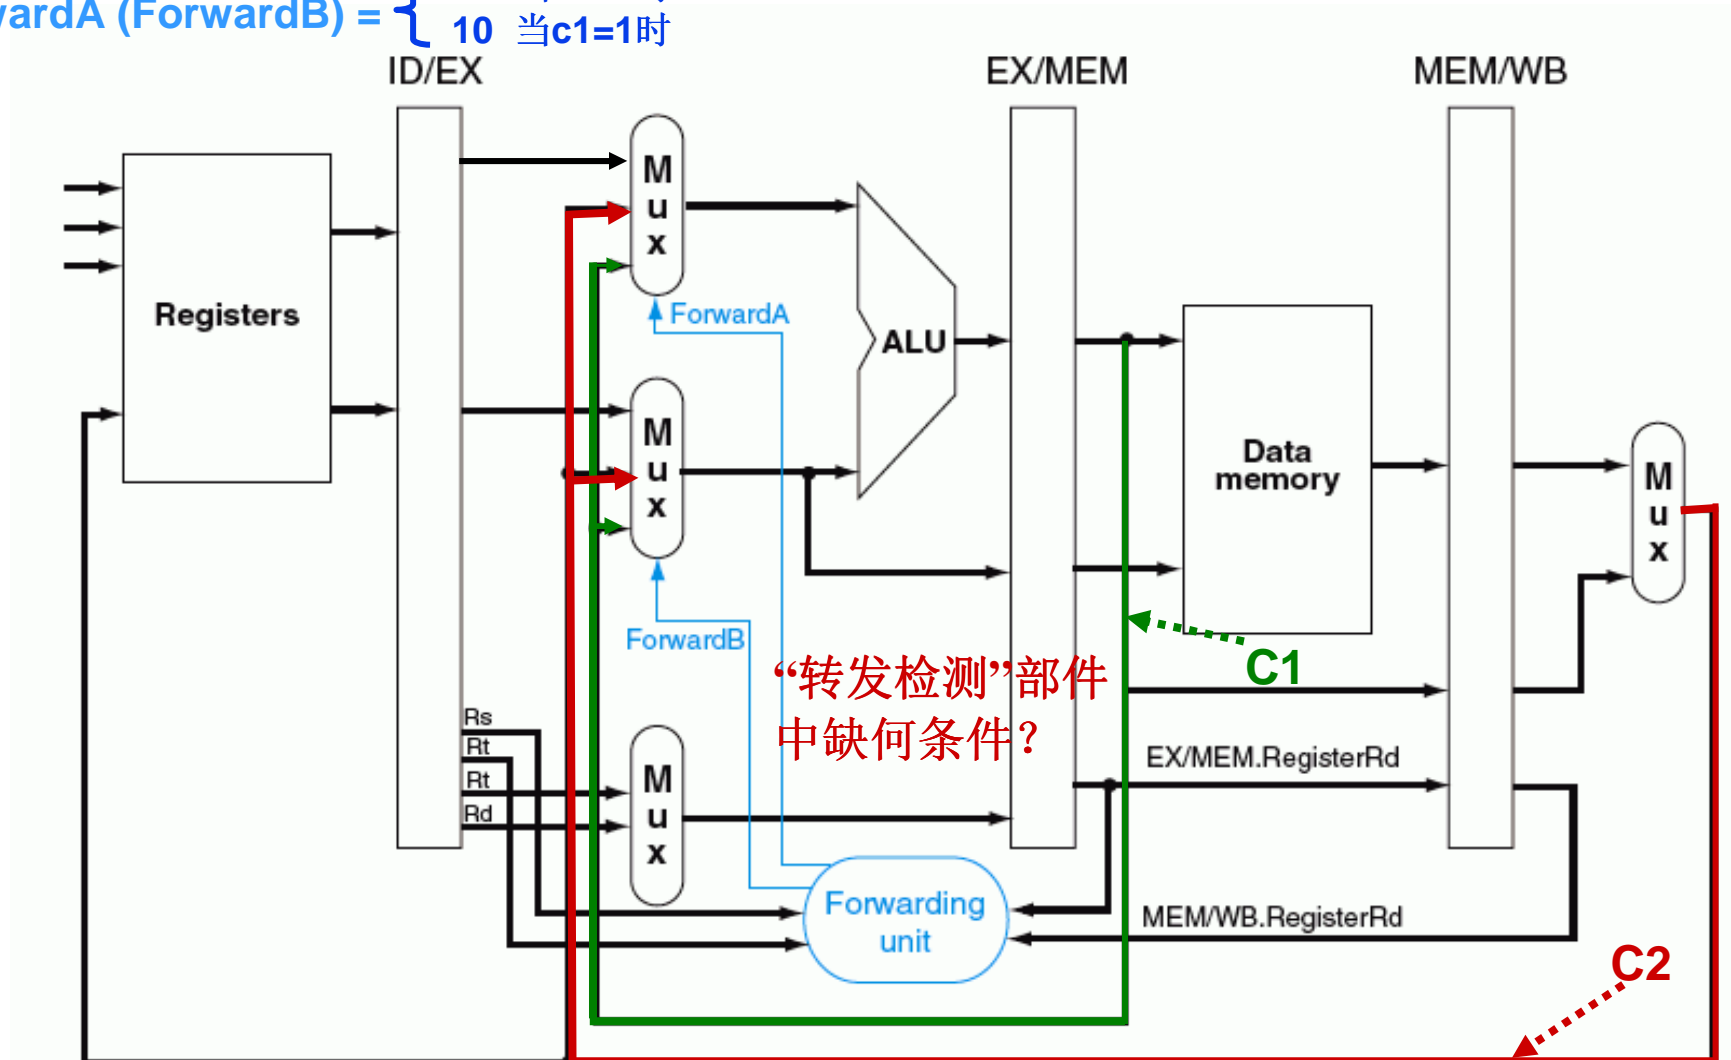 wardA (ForwardB) =
10 当c1=1时
ID/EX
EX/MEM
MEM/WB
Registers
M
u
x
ForwardA
ALU
M
u
x
ForwardB
Data
memory
M
u
x
C1
“转发检测”部件
中缺何条件？
Rs
Rt
Rt
Rd
M
u
x
EX/MEM.RegisterRd
Forwarding
unit
MEM/WB.RegisterRd
C2